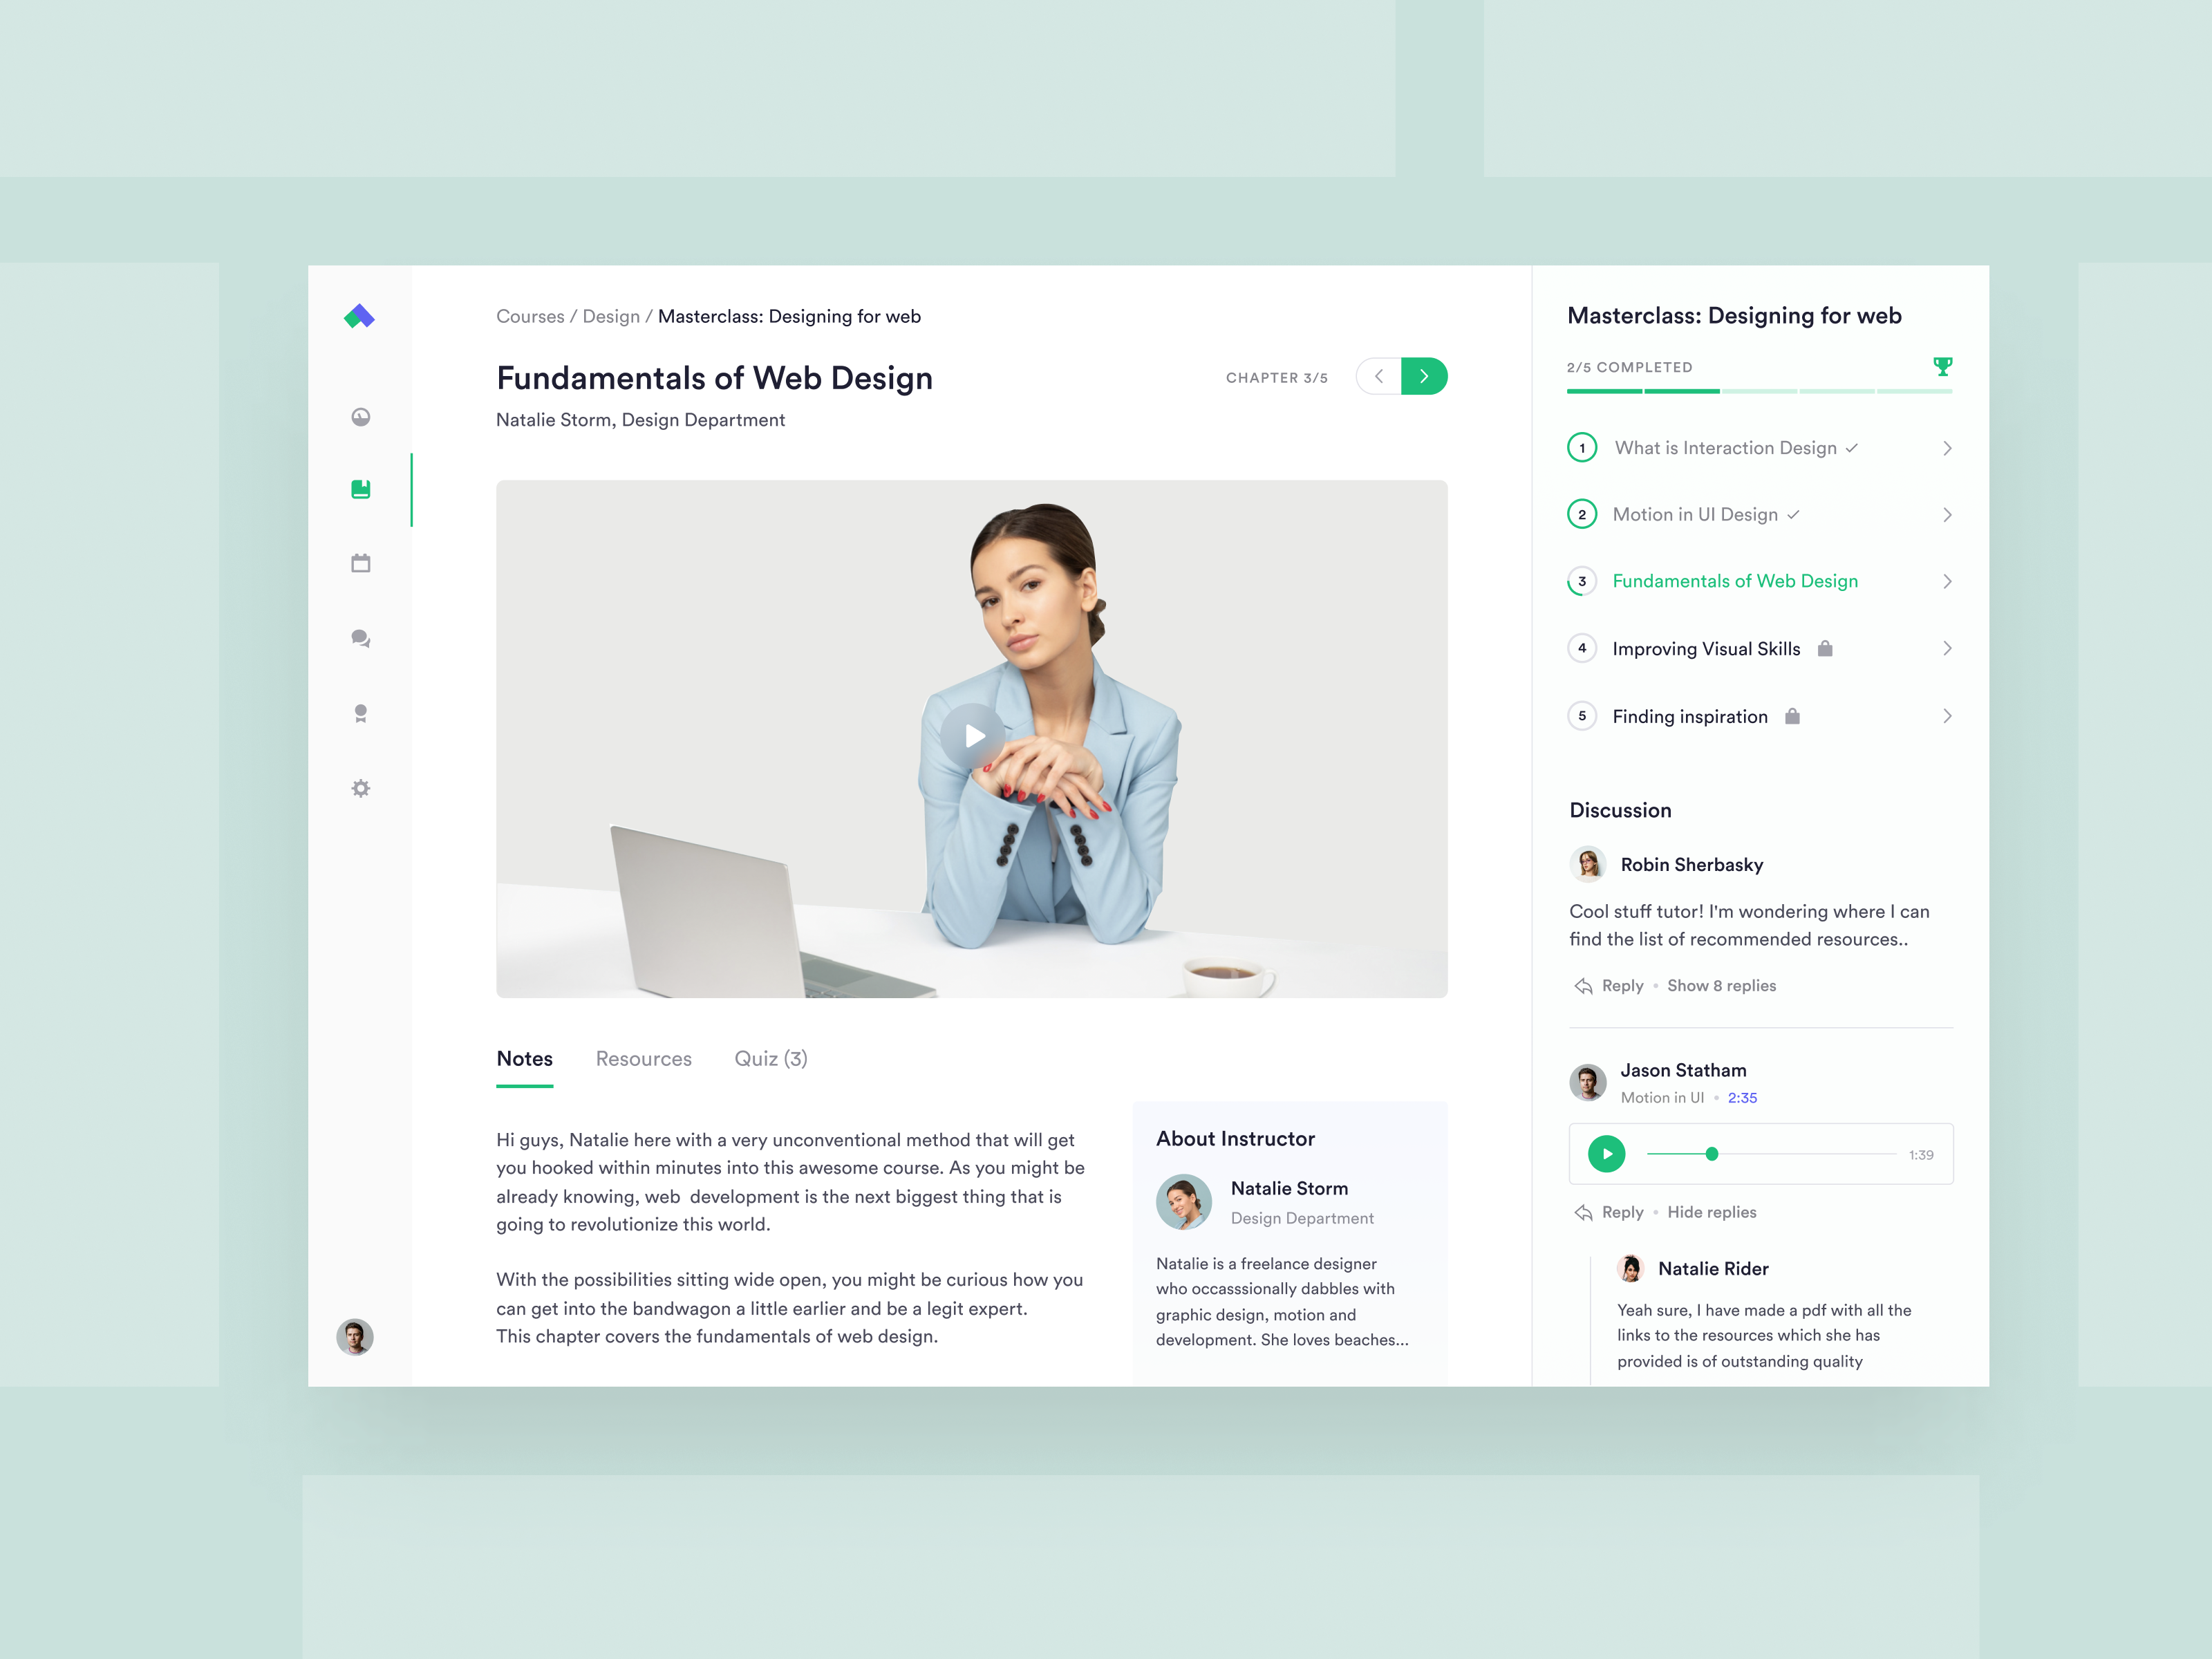 Courses / Design / Masterclass: Designing for web
Fundamentals of Web Design
Natalie Storm, Design Department
CHAPTER 3/5
Notes
Resources
Quiz (3)
Hi guys, Natalie here with a very unconventional method that will get
you hooked within minutes into this awesome course. As you might be
already knowing, web  development is the next biggest thing that is
going to revolutionize this world.
With the possibilities sitting wide open, you might be curious how you
can get into the bandwagon a little earlier and be a legit expert.
This chapter covers the fundamentals of web design.
About Instructor
Natalie Storm
Design Department
Natalie is a freelance designer
who occasssionally dabbles with
graphic design, motion and
development. She loves beaches...
Masterclass: Designing for web
2/5 COMPLETED
1 What is Interaction Design
2 Motion in UI Design
3 Fundamentals of Web Design
4 Improving Visual Skills
5 Finding inspiration
Discussion
Robin Sherbasky
Cool stuff tutor! I'm wondering where I can
find the list of recommended resources..
Reply • Show 8 replies
Jason Statham
Motion in UI • 2:35
1:39
Reply • Hide replies
Natalie Rider
Yeah sure, I have made a pdf with all the
links to the resources which she has
provided is of outstanding quality